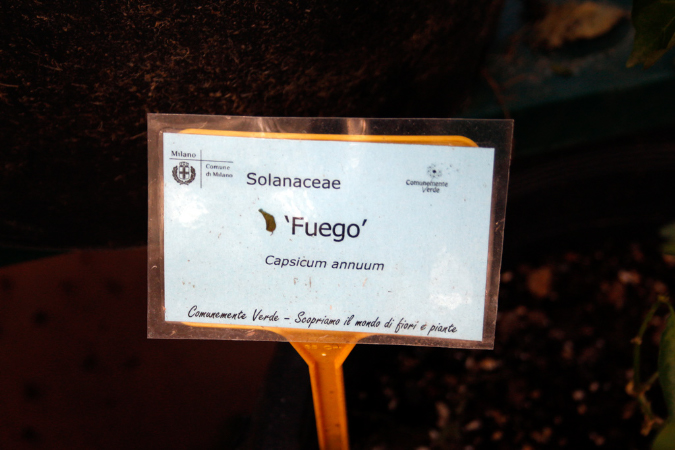 Milano
Comune
di Milano
Solanaceae
Comunemente
Verde
‘Fuego’
Capsicum annuum
Comunemente Verde – Scopriamo il mondo di fiori e piante